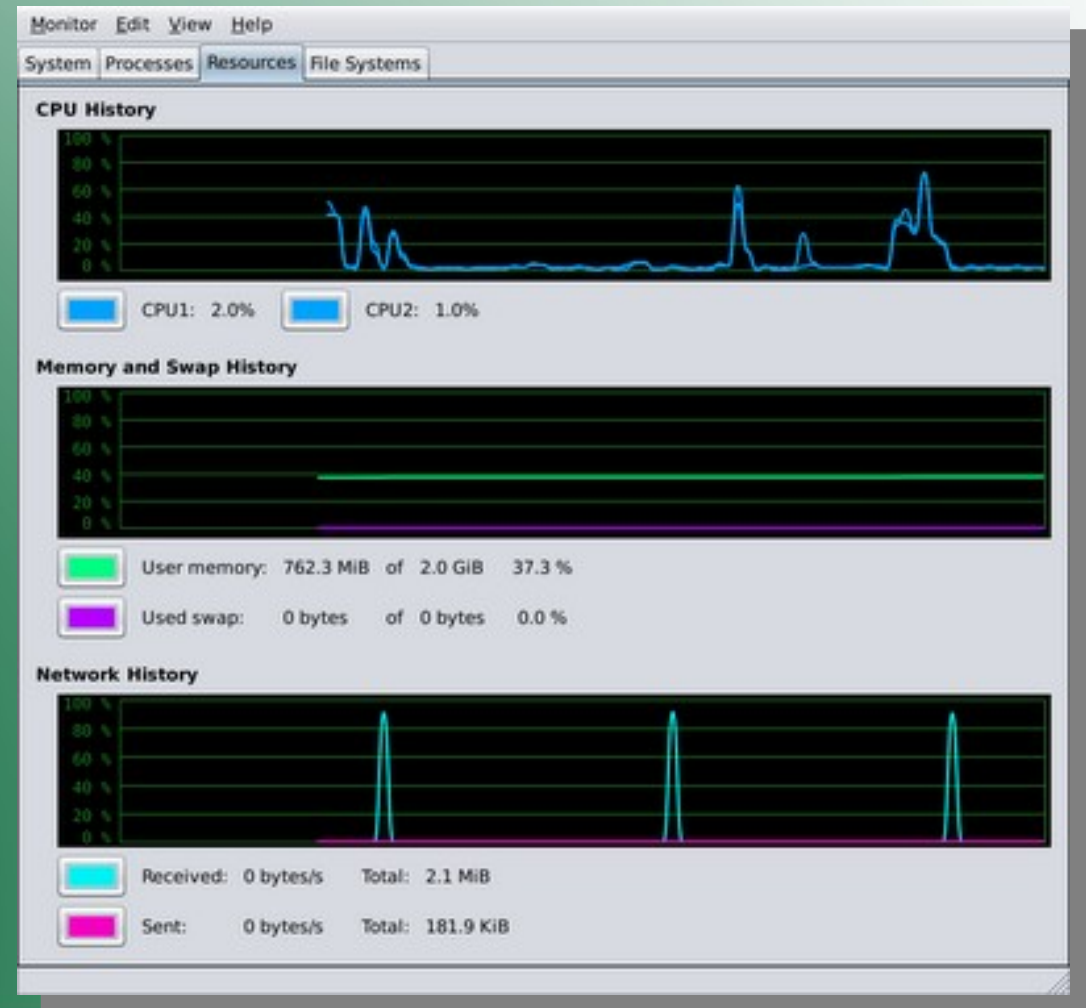 Monitor Edit View Help
System Processes Resources File Systems
CPU History
100 %
80 %
60 %
40 %
20 %
0 %
CPU1: 2.0% CPU2: 1.0%
Memory and Swap History
100 %
80 %
60 %
40 %
20 %
0 %
User memory: 762.3 MiB of 2.0 GiB 37.3 %
Used swap: 0 bytes of 0 bytes 0.0 %
Network History
100 %
80 %
60 %
40 %
20 %
0 %
Received: 0 bytes/s Total: 2.1 MiB
Sent: 0 bytes/s Total: 181.9 KiB